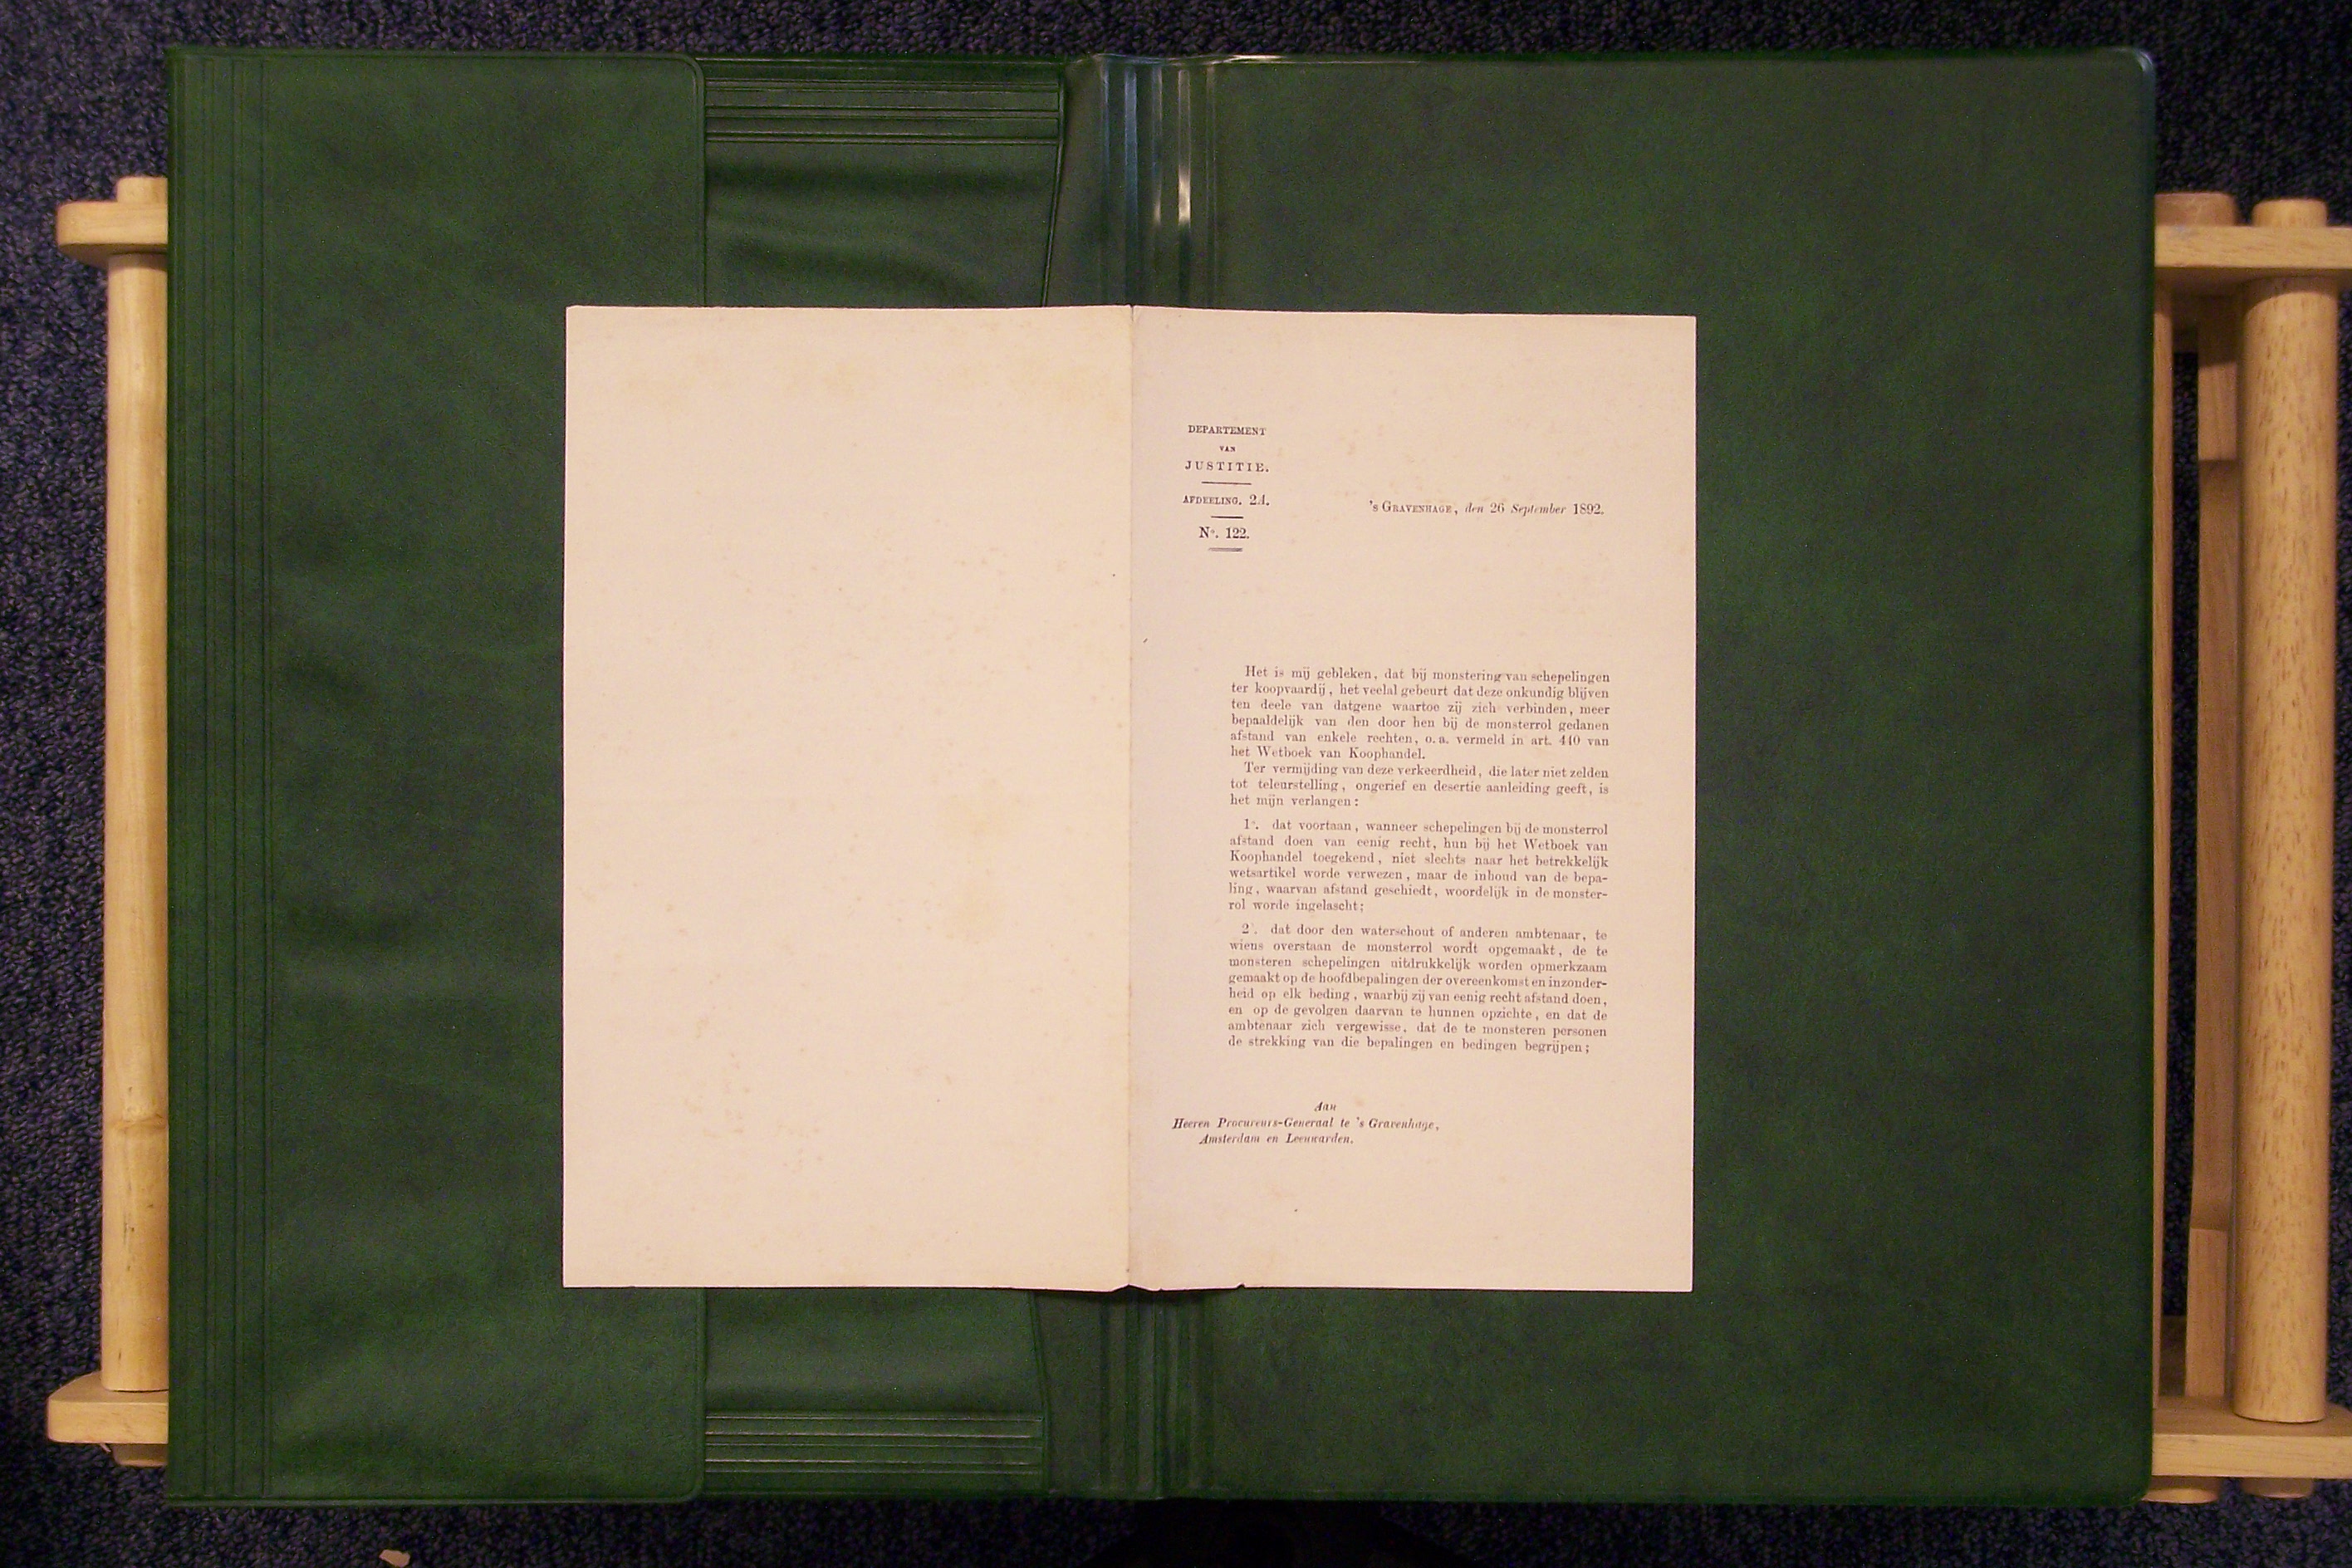 DEPARTEMENT
VAN
JUSTITIE.
AFDEELING. 2A.
N°. 122.
's GRAVENHAGE, den 26 September 1892.
Het is mij gebleken, dat bij monstering van schepelingen
ter koopvaardij, het veelal gebeurt dat deze onkundig blijven
ten deele van datgene waartoe zij zich verbinden, meer
bepaaldelijk van den door hen bij de monsterrol gedanen
afstand van enkele rechten, o. a. vermeld in art. 440 van
het Wetboek van Koophandel.
Ter vermijding van deze verkeerdheid, die later niet zelden
tot teleurstelling, ongerief en desertie aanleiding geeft, is
het mijn verlangen:
1°. dat voortaan, wanneer schepelingen bij de monsterrol
afstand doen van eenig recht, hun bij het Wetboek van
Koophandel toegekend, niet slechts naar het betrekkelijk
wetsartikel worde verwezen, maar de inhoud van de bepa-
ling, waarvan afstand geschiedt, woordelijk in de monster-
rol worde ingelascht;
2°. dat door den waterschout of anderen ambtenaar, te
wiens overstaan de monsterrol wordt opgemaakt, de te
monsteren schepelingen uitdrukkelijk worden opmerkzaam
gemaakt op de hoofdbepalingen der overeenkomst en inzonder-
heid op elk beding, waarbij zij van eenig recht afstand doen,
en op de gevolgen daarvan te hunnen opzichte, en dat de
ambtenaar zich vergewisse, dat de te monsteren personen
de strekking van die bepalingen en bedingen begrijpen;
Aan
Heeren Procureurs-Generaal te 's Gravenhage,
Amsterdam en Leeuwarden.